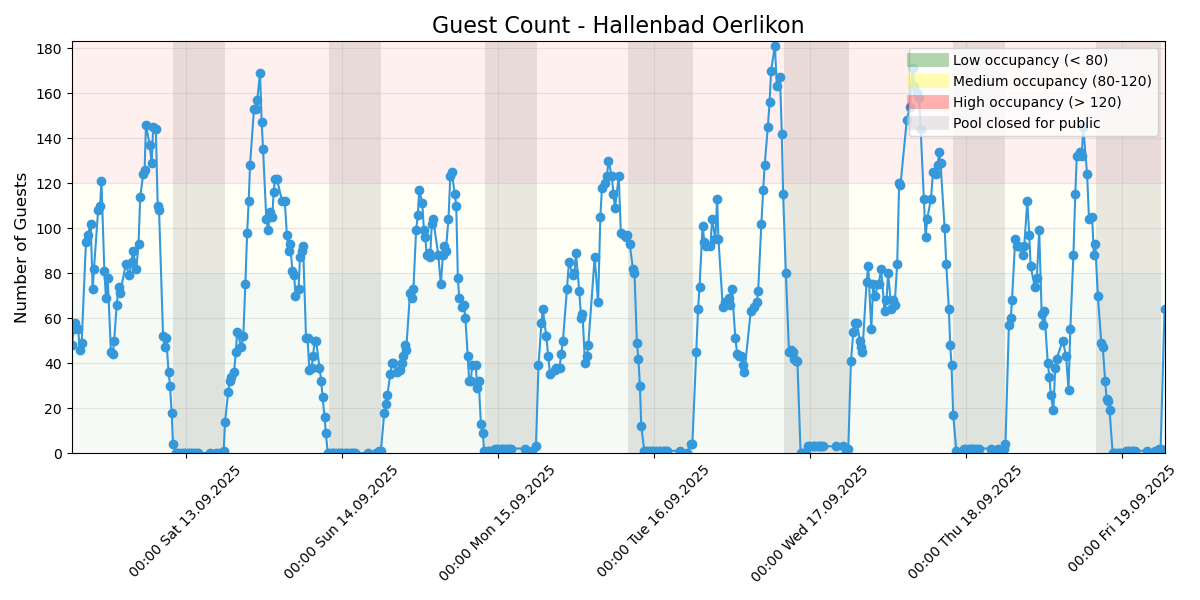 Guest Count - Hallenbad Oerlikon
Number of Guests
180
160
140
120
100
80
60
40
20
0
Low occupancy (< 80)
Medium occupancy (80-120)
High occupancy (> 120)
Pool closed for public
00:00 Sat 13.09.2025
00:00 Sun 14.09.2025
00:00 Mon 15.09.2025
00:00 Tue 16.09.2025
00:00 Wed 17.09.2025
00:00 Thu 18.09.2025
00:00 Fri 19.09.2025